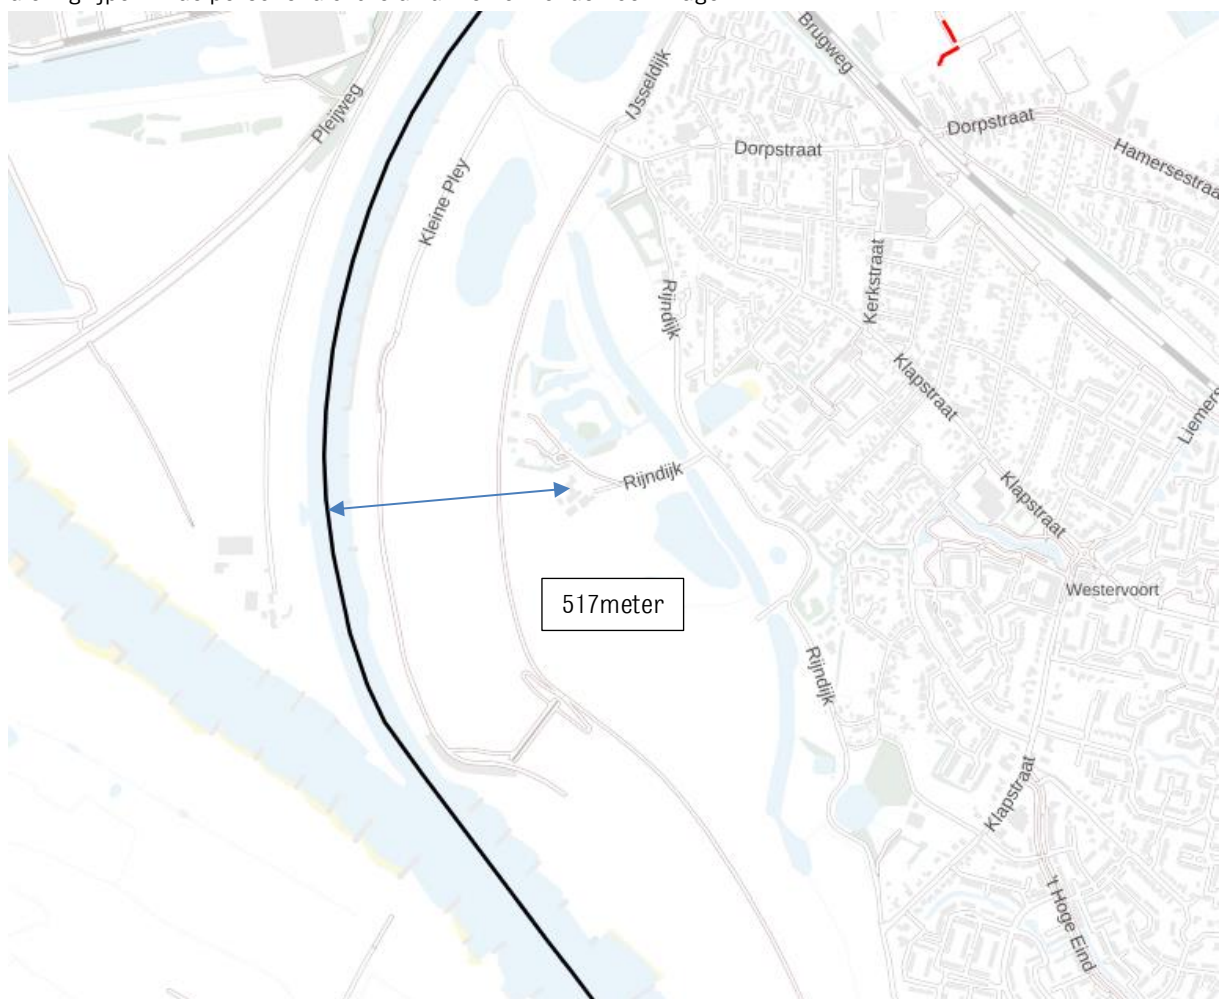 Brugweg
IJsseldijk
Pleijweg
Dorpstraat
Dorpstraat
Hamersestraa
Kleine Pley
Kerkstraat
Rijndijk
Klapstraat
Liemers
Rijndijk
Klapstraat
517meter
Westervoort
Rijndijk
Klapstraat
't Hoge Eind